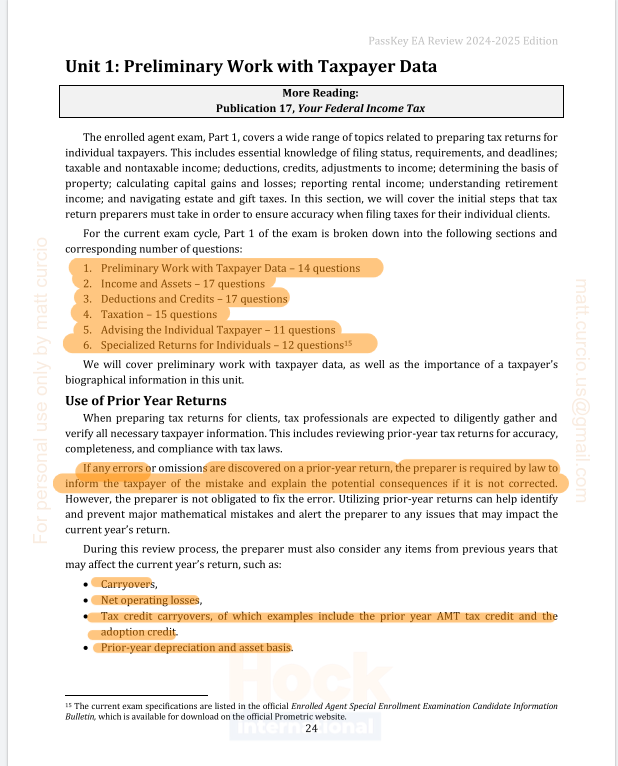 PassKey EA Review 2024-2025 Edition
Unit 1: Preliminary Work with Taxpayer Data
More Reading:
Publication 17, Your Federal Income Tax
The enrolled agent exam, Part 1, covers a wide range of topics related to preparing tax returns for
individual taxpayers. This includes essential knowledge of filing status, requirements, and deadlines;
taxable and nontaxable income; deductions, credits, adjustments to income; determining the basis of
property; calculating capital gains and losses; reporting rental income; understanding retirement
income; and navigating estate and gift taxes. In this section, we will cover the initial steps that tax
return preparers must take in order to ensure accuracy when filing taxes for their individual clients.
For the current exam cycle, Part 1 of the exam is broken down into the following sections and
corresponding number of questions:
1. Preliminary Work with Taxpayer Data – 14 questions
2. Income and Assets – 17 questions
3. Deductions and Credits – 17 questions
4. Taxation – 15 questions
5. Advising the Individual Taxpayer – 11 questions
6. Specialized Returns for Individuals – 12 questions¹⁵
We will cover preliminary work with taxpayer data, as well as the importance of a taxpayer's
biographical information in this unit.
Use of Prior Year Returns
When preparing tax returns for clients, tax professionals are expected to diligently gather and
verify all necessary taxpayer information. This includes reviewing prior-year tax returns for accuracy,
completeness, and compliance with tax laws.
If any errors or omissions are discovered on a prior-year return, the preparer is required by law to
inform the taxpayer of the mistake and explain the potential consequences if it is not corrected.
However, the preparer is not obligated to fix the error. Utilizing prior-year returns can help identify
and prevent major mathematical mistakes and alert the preparer to any issues that may impact the
current year's return.
During this review process, the preparer must also consider any items from previous years that
may affect the current year's return, such as:
• Carryovers,
• Net operating losses,
• Tax credit carryovers, of which examples include the prior year AMT tax credit and the
adoption credit.
• Prior-year depreciation and asset basis.
¹⁵ The current exam specifications are listed in the official Enrolled Agent Special Enrollment Examination Candidate Information
Bulletin, which is available for download on the official Prometric website.
24
For personal use only by matt curcio
matt.curcio.us@gmail.com
Hock
international